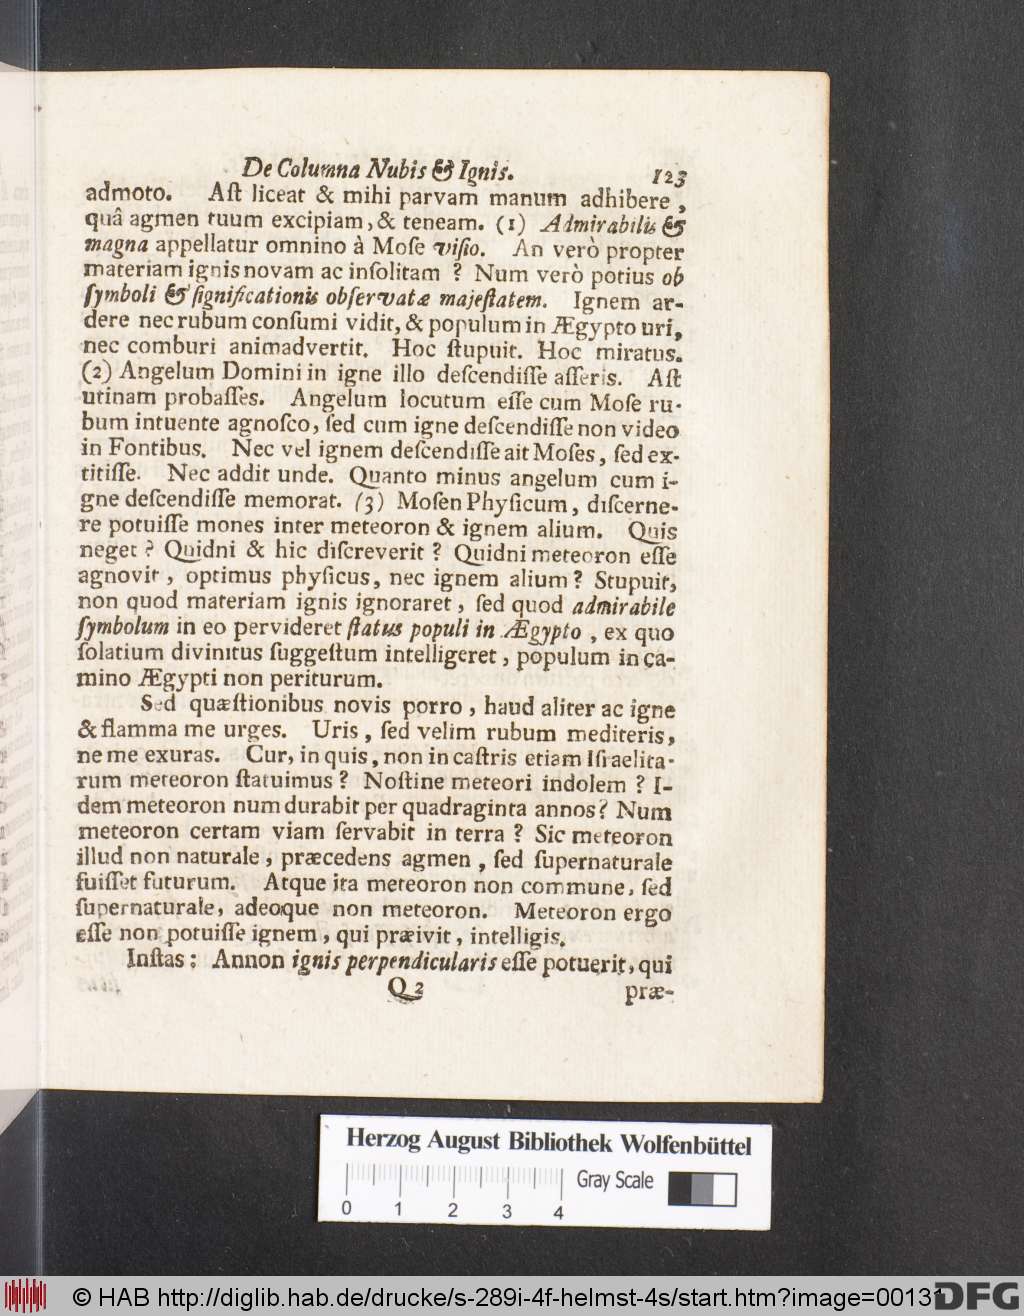 De Columna Nubis & Ignis. 123
admoto. Aſt liceat & mihi parvam manum adhibere,
quâ agmen tuum excipiam, & teneam. (1) Admirabilis &
magna appellatur omnino à Moſe viſio. An verò propter
materiam ignis novam ac inſolitam ? Num verò potius ob
ſymboli & ſignificationis obſervatæ majeſtatem. Ignem ar-
dere nec rubum conſumi vidit, & populum in Ægypto uri,
nec comburi animadvertit. Hoc ſtupuit. Hoc miratus.
(2) Angelum Domini in igne illo deſcendiſſe aſſeris. Aſt
utinam probaſſes. Angelum locutum eſſe cum Moſe ru-
bum intuente agnoſco, ſed cum igne deſcendiſſe non video
in Fontibus. Nec vel ignem deſcendiſſe ait Moſes, ſed ex-
titiſſe. Nec addit unde. Quanto minus angelum cum i-
gne deſcendiſſe memorat. (3) Moſen Phyſicum, diſcerne-
re potuiſſe mones inter meteoron & ignem alium. Quis
neget ? Quidni & hic diſcreverit ? Quidni meteoron eſſe
agnovit, optimus phyſicus, nec ignem alium ? Stupuit,
non quod materiam ignis ignoraret, ſed quod admirabile
ſymbolum in eo pervideret ſtatus populi in Ægypto, ex quo
ſolatium divinitus ſuggeſtum intelligeret, populum in ca-
mino Ægypti non periturum.
Sed quæſtionibus novis porro, haud aliter ac igne
& flamma me urges. Uris, ſed velim rubum mediteris,
ne me exuras. Cur, inquis, non in caſtris etiam Iſraelita-
rum meteoron ſtatuimus ? Noſtine meteori indolem ? I-
dem meteoron num durabit per quadraginta annos? Num
meteoron certam viam ſervabit in terra ? Sic meteoron
illud non naturale, præcedens agmen, ſed ſupernaturale
fuiſſet futurum. Atque ita meteoron non commune, ſed
ſupernaturale, adeoque non meteoron. Meteoron ergo
eſſe non potuiſſe ignem, qui præivit, intelligis.
Inſtas: Annon ignis perpendicularis eſſe potuerit, qui
Q 2 præ-
Herzog August Bibliothek Wolfenbüttel
Gray Scale
0 1 2 3 4
© HAB http://diglib.hab.de/drucke/s-289i-4f-helmst-4s/start.htm?image=00131
DFG